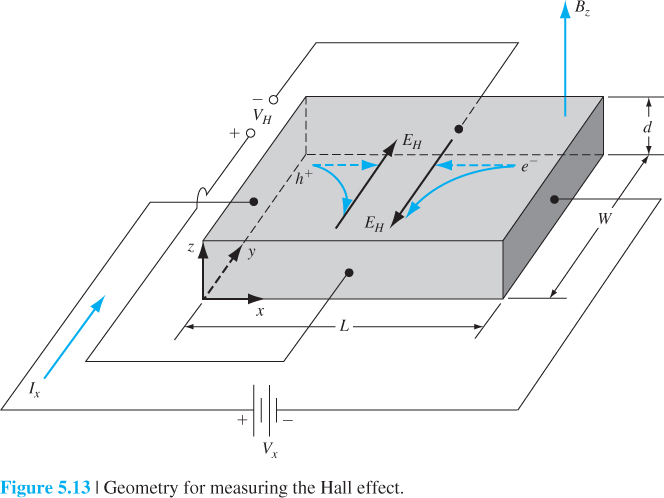 B_z
−
V_H
+
E_H
d
h⁺
e⁻
E_H
W
z
y
x
L
I_x
+
−
V_x
Figure 5.13 | Geometry for measuring the Hall effect.